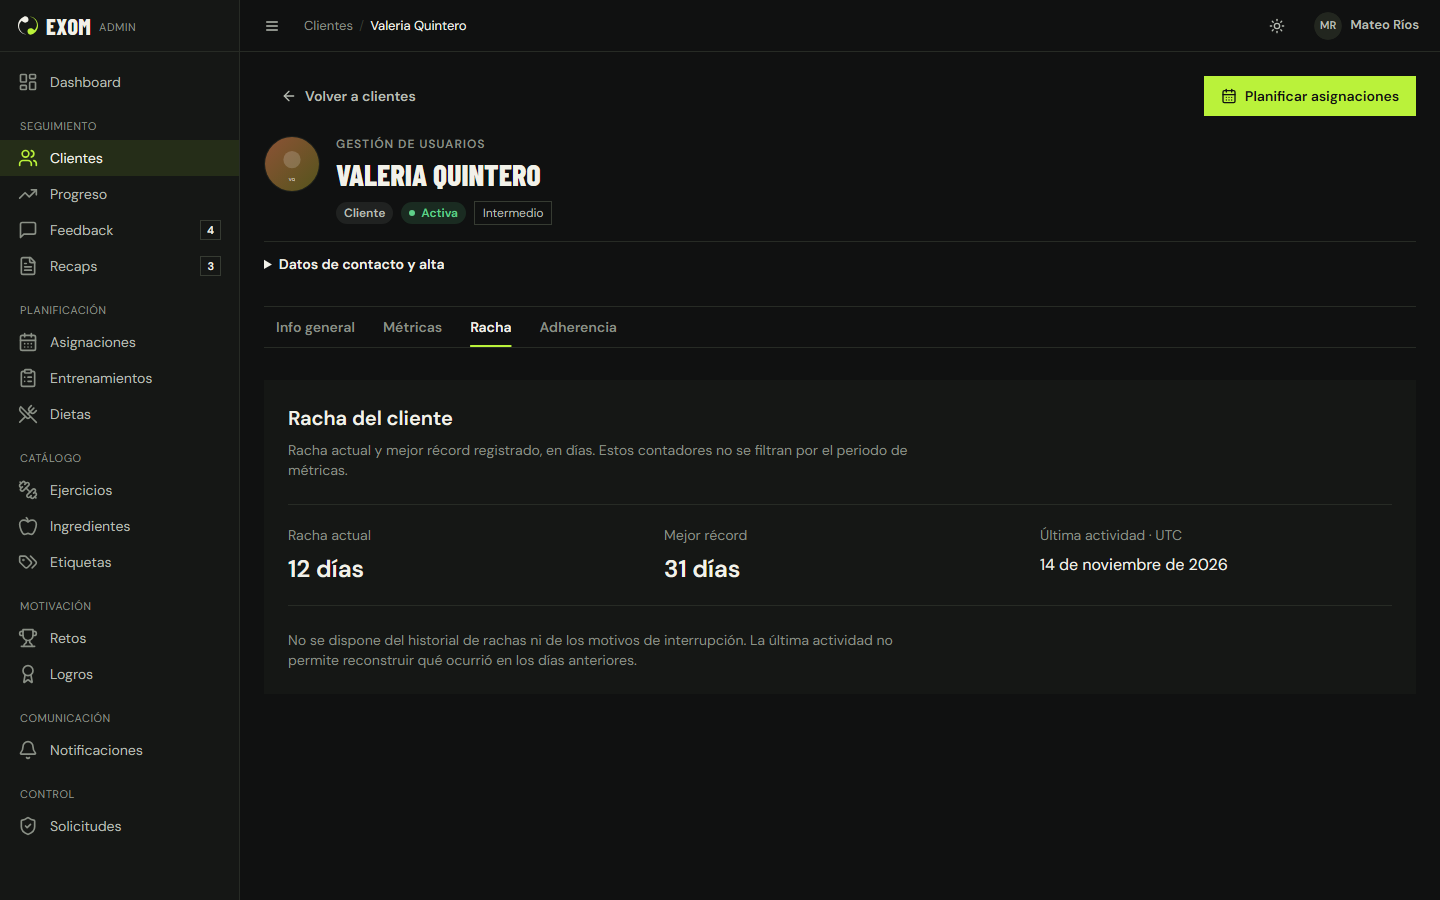 EXOM ADMIN
Clientes / Valeria Quintero
MR Mateo Ríos
Dashboard
SEGUIMIENTO
Clientes
Progreso
Feedback 4
Recaps 3
PLANIFICACIÓN
Asignaciones
Entrenamientos
Dietas
CATÁLOGO
Ejercicios
Ingredientes
Etiquetas
MOTIVACIÓN
Retos
Logros
COMUNICACIÓN
Notificaciones
CONTROL
Solicitudes
Volver a clientes
Planificar asignaciones
GESTIÓN DE USUARIOS
VALERIA QUINTERO
Cliente Activa Intermedio
Datos de contacto y alta
Info general Métricas Racha Adherencia
Racha del cliente
Racha actual y mejor récord registrado, en días. Estos contadores no se filtran por el periodo de
métricas.
Racha actual
12 días
Mejor récord
31 días
Última actividad · UTC
14 de noviembre de 2026
No se dispone del historial de rachas ni de los motivos de interrupción. La última actividad no
permite reconstruir qué ocurrió en los días anteriores.